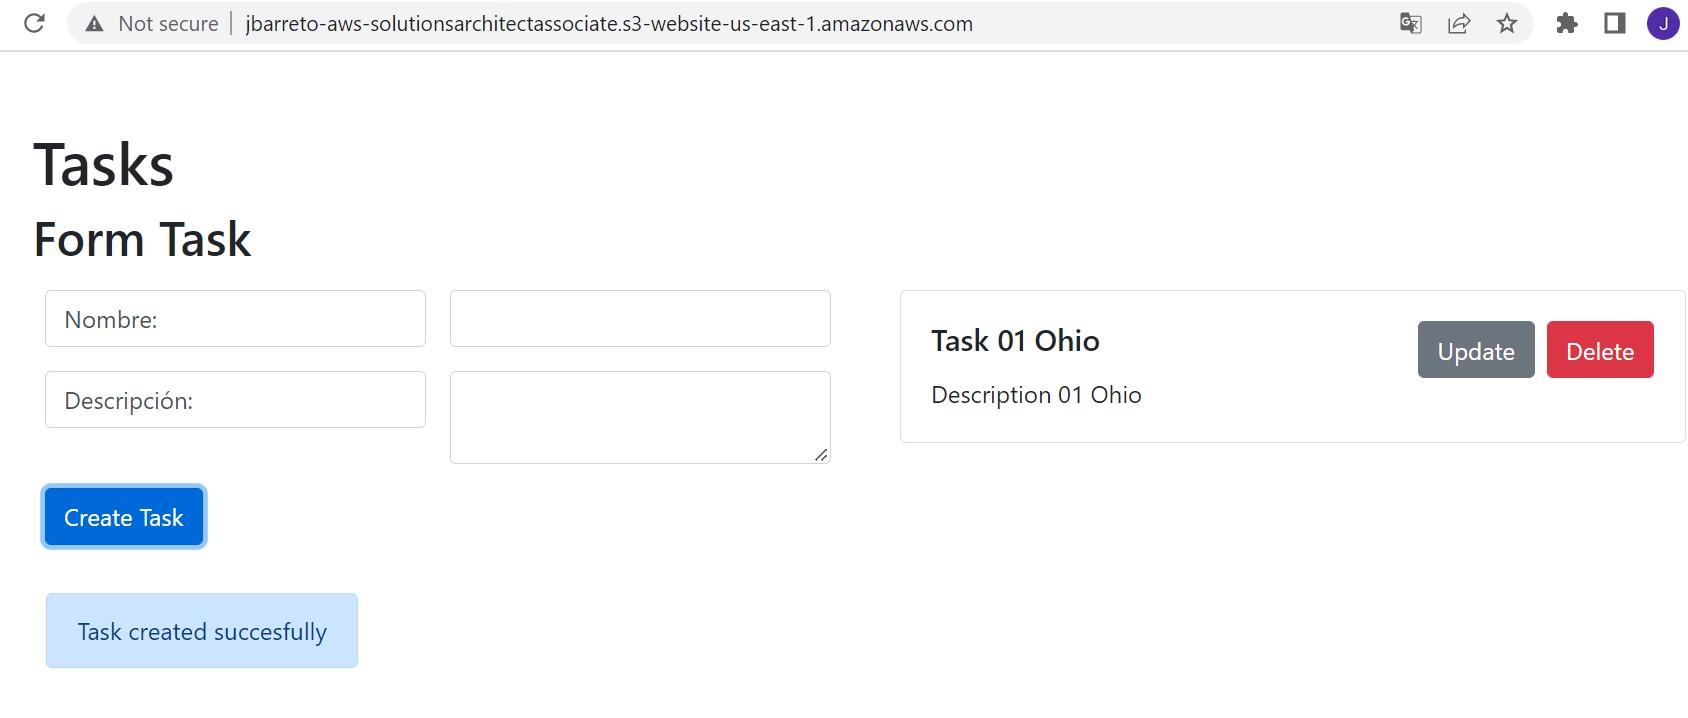 Not secure | jbarreto-aws-solutionsarchitectassociate.s3-website-us-east-1.amazonaws.com J
Tasks
Form Task
Nombre:
Descripción:
Create Task
Task created succesfully
Task 01 Ohio
Description 01 Ohio
Update Delete